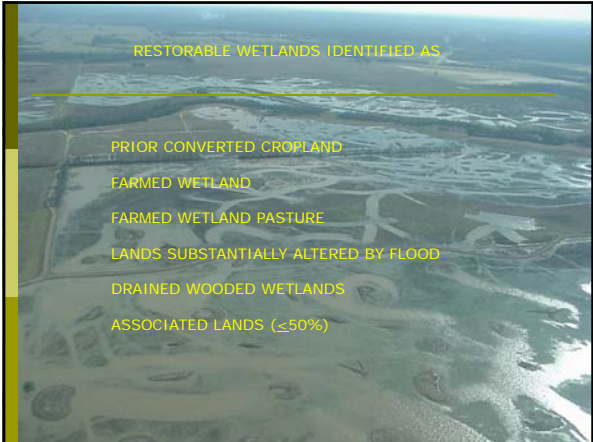 RESTORABLE WETLANDS IDENTIFIED AS
PRIOR CONVERTED CROPLAND
FARMED WETLAND
FARMED WETLAND PASTURE
LANDS SUBSTANTIALLY ALTERED BY FLOOD
DRAINED WOODED WETLANDS
ASSOCIATED LANDS (≤50%)